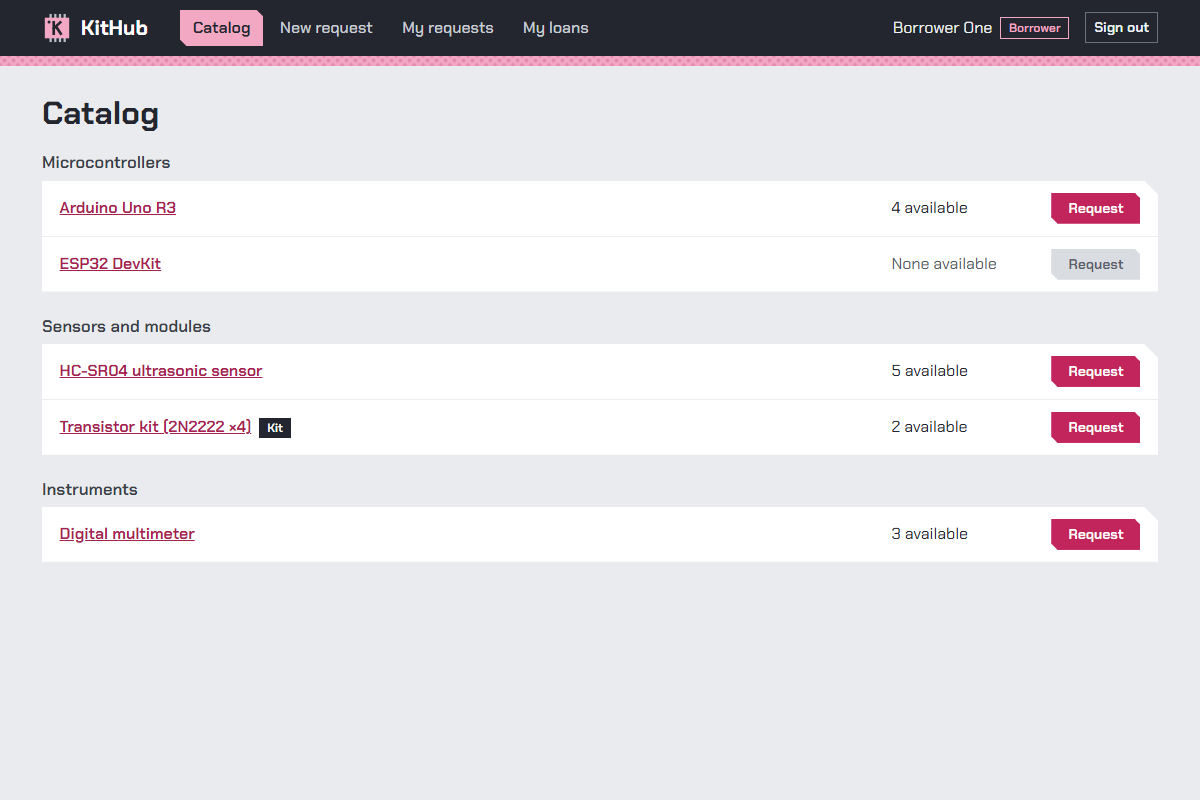 K KitHub Catalog New request My requests My loans Borrower One Borrower Sign out
Catalog
Microcontrollers
Arduino Uno R3 4 available Request
ESP32 DevKit None available Request
Sensors and modules
HC-SR04 ultrasonic sensor 5 available Request
Transistor kit (2N2222 ×4) Kit 2 available Request
Instruments
Digital multimeter 3 available Request